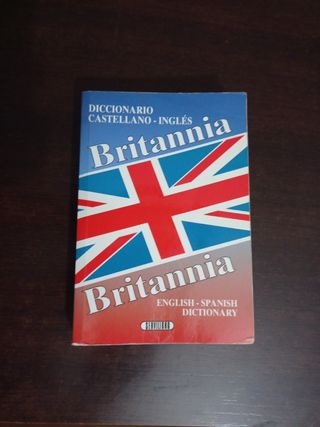 DICCIONARIO
CASTELLANO - INGLÉS
Britannia
Britannia
ENGLISH - SPANISH
DICTIONARY